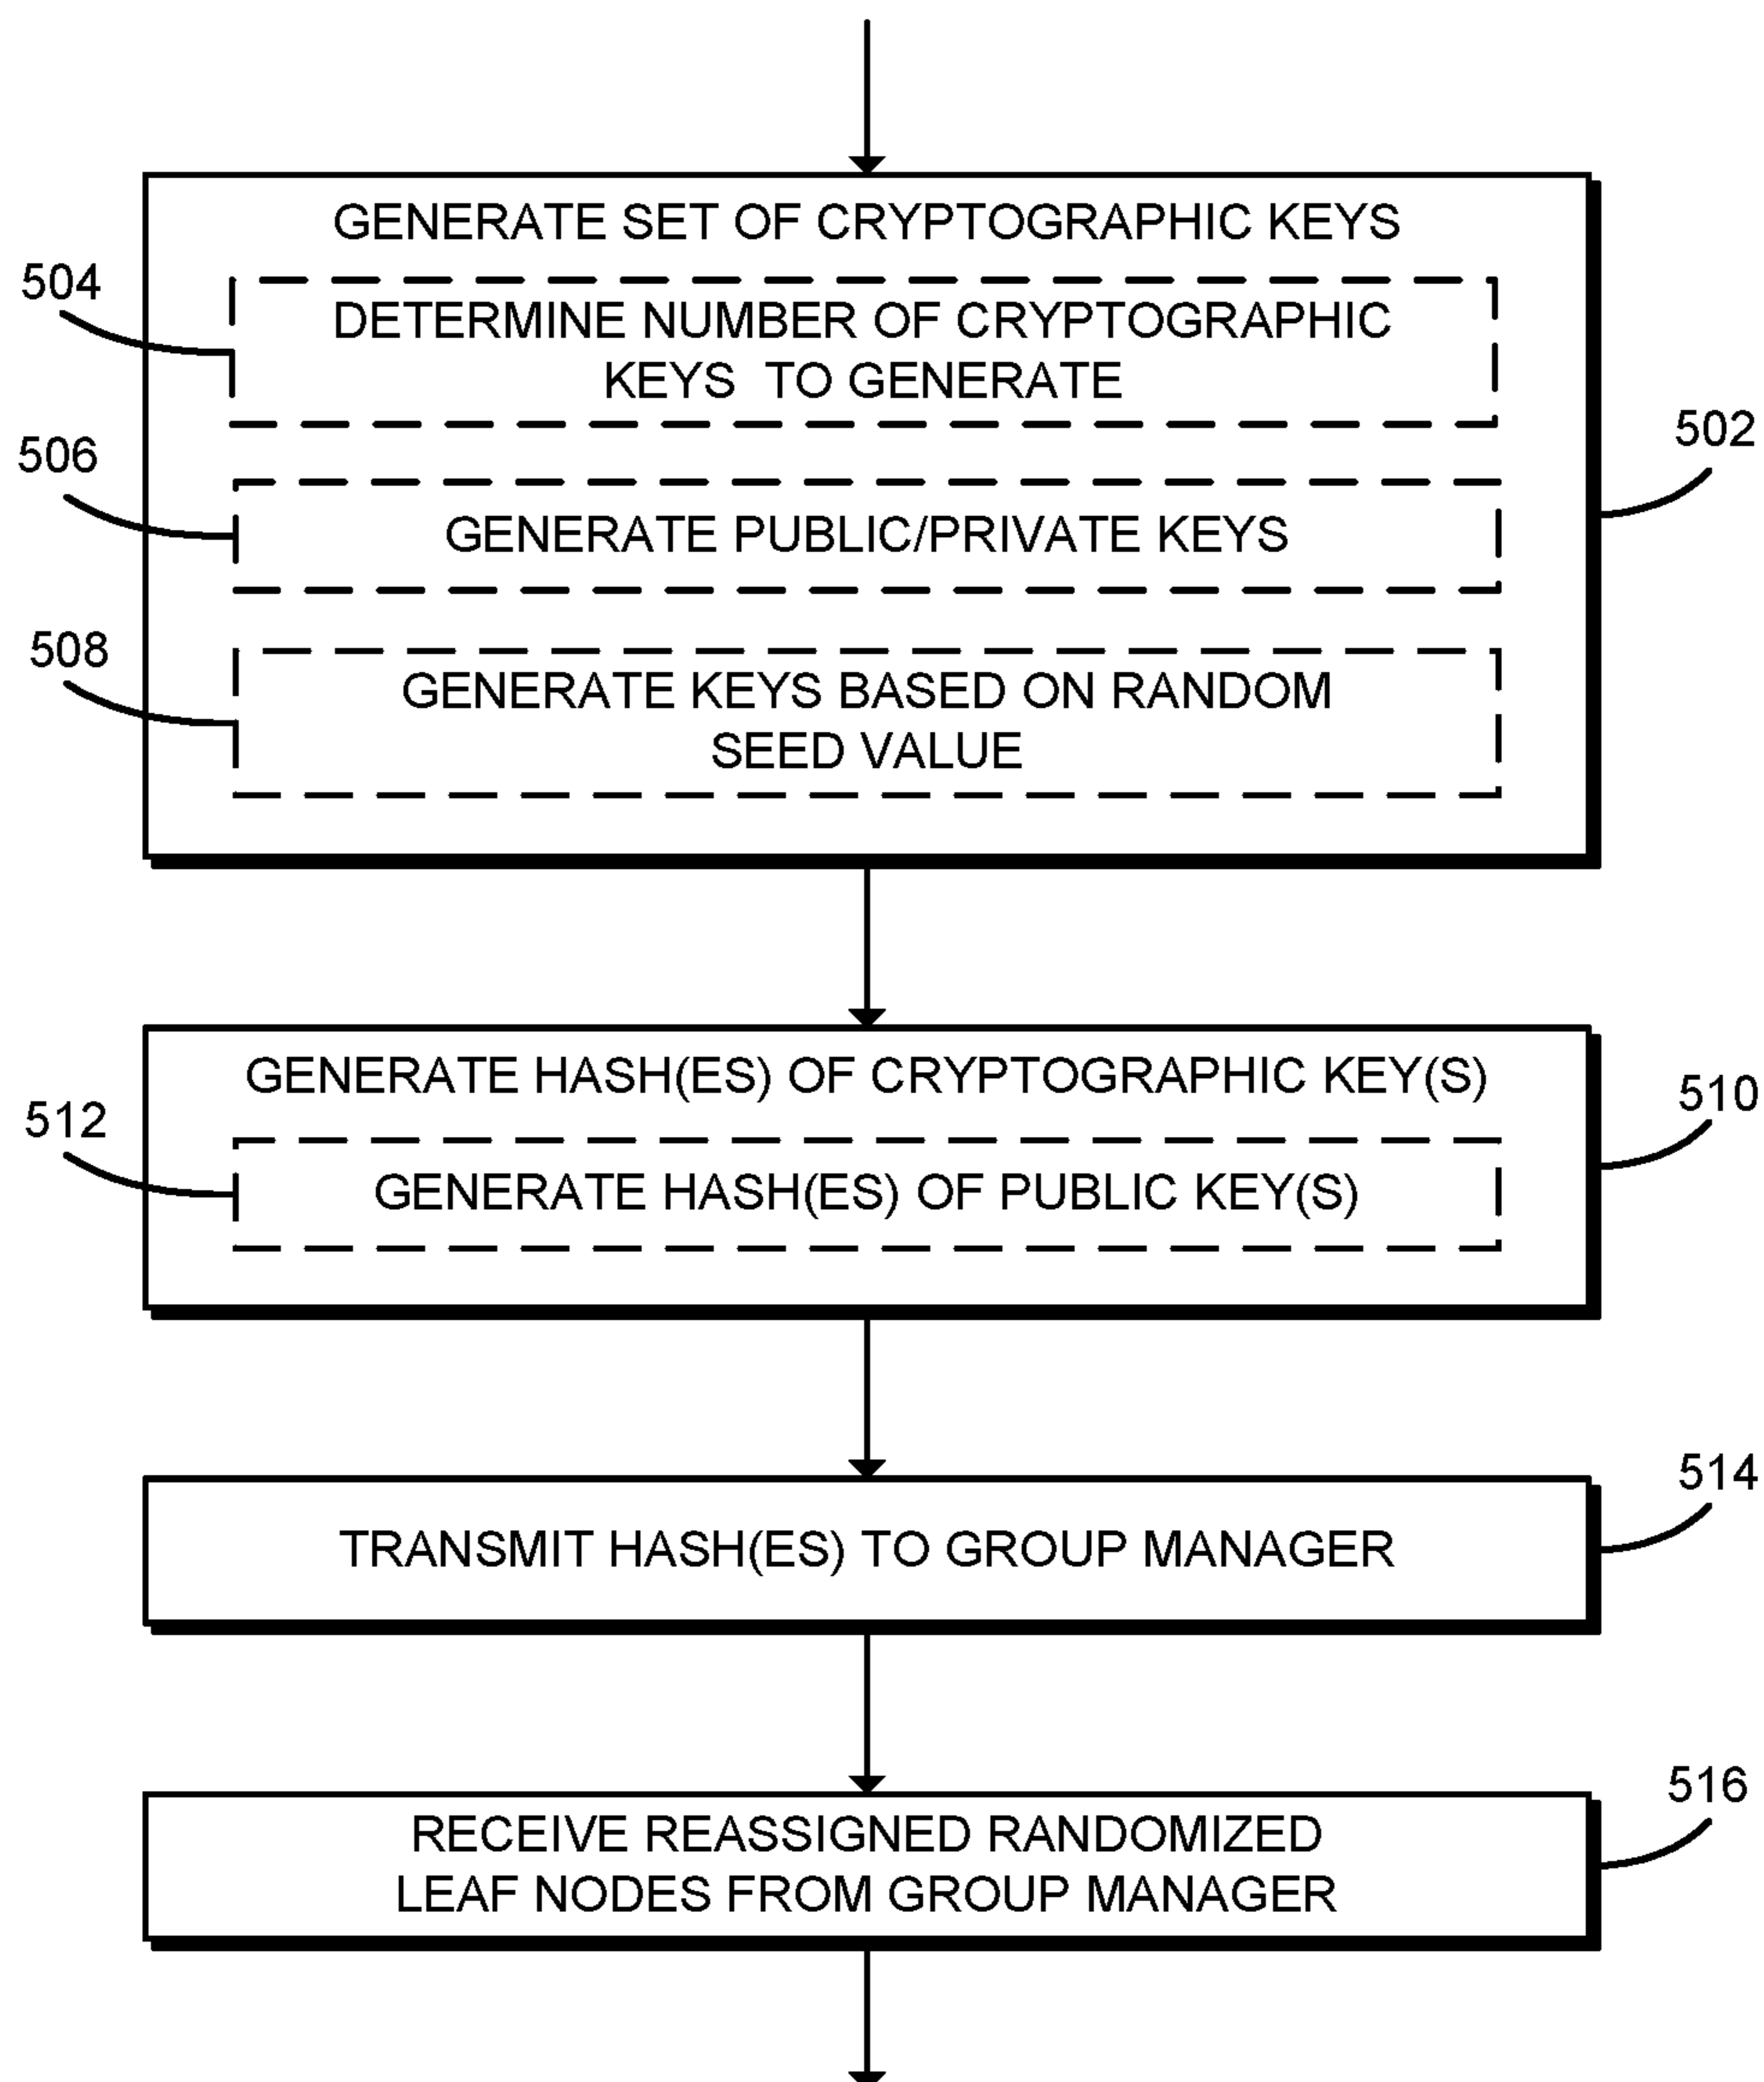 GENERATE SET OF CRYPTOGRAPHIC KEYS
504
DETERMINE NUMBER OF CRYPTOGRAPHIC
KEYS TO GENERATE
502
506
GENERATE PUBLIC/PRIVATE KEYS
508
GENERATE KEYS BASED ON RANDOM
SEED VALUE
GENERATE HASH(ES) OF CRYPTOGRAPHIC KEY(S)
510
512
GENERATE HASH(ES) OF PUBLIC KEY(S)
514
TRANSMIT HASH(ES) TO GROUP MANAGER
516
RECEIVE REASSIGNED RANDOMIZED
LEAF NODES FROM GROUP MANAGER